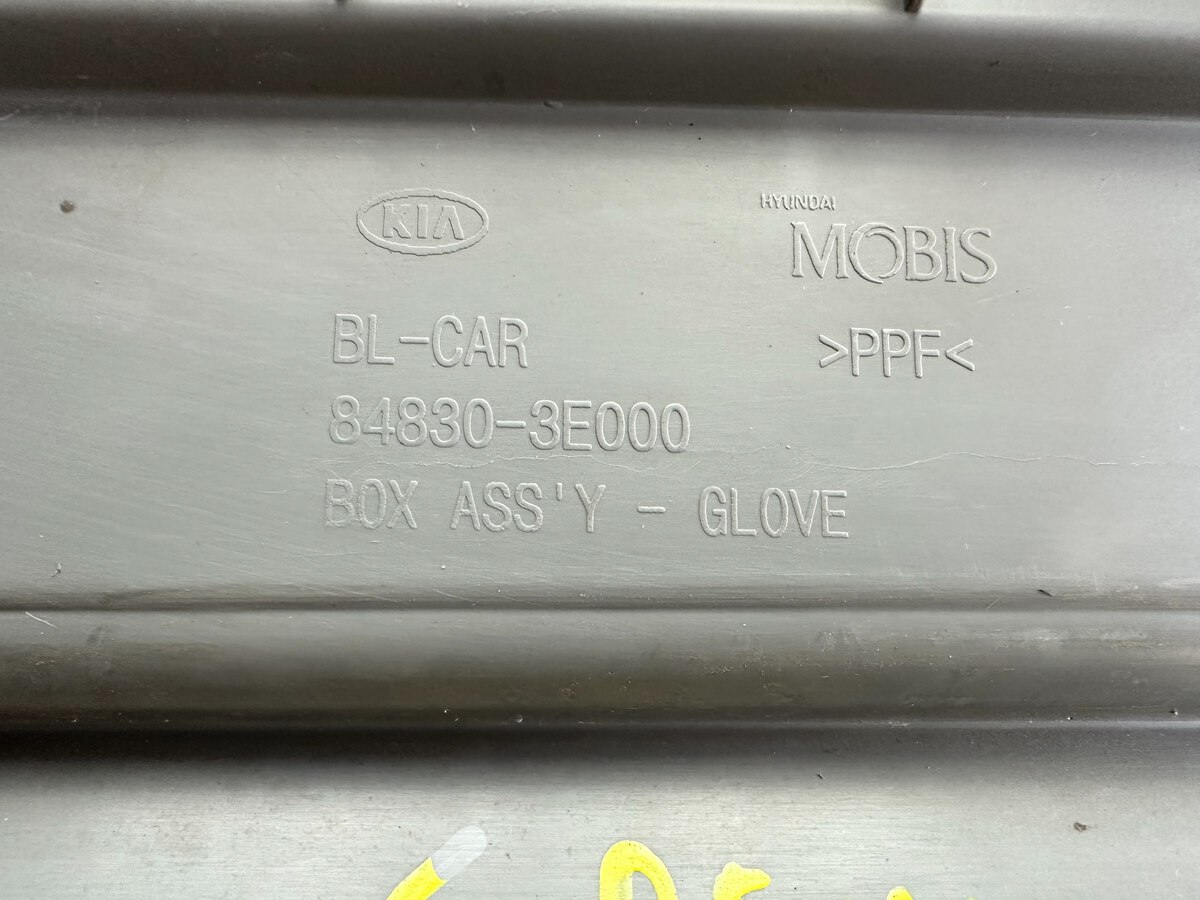 KIA
HYUNDAI
MOBIS
BL-CAR
>PPF<
84830-3E000
BOX ASS'Y - GLOVE